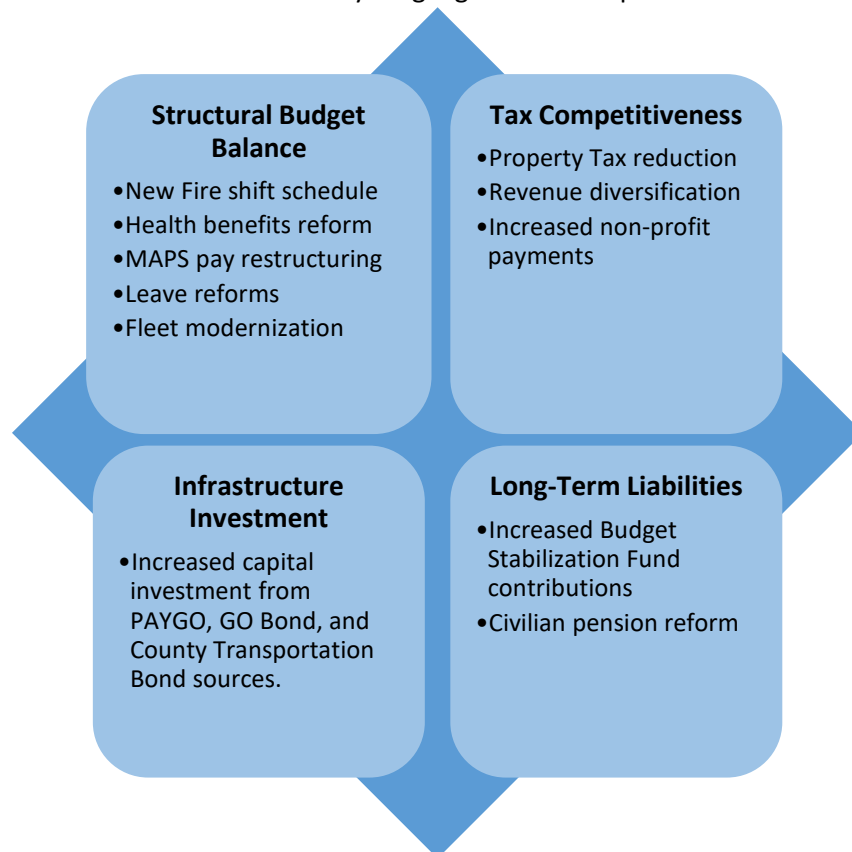 Structural Budget
Balance
•New Fire shift schedule
•Health benefits reform
•MAPS pay restructuring
•Leave reforms
•Fleet modernization
Tax Competitiveness
•Property Tax reduction
•Revenue diversification
•Increased non-profit
payments
Infrastructure
Investment
•Increased capital
investment from
PAYGO, GO Bond, and
County Transportation
Bond sources.
Long-Term Liabilities
•Increased Budget
Stabilization Fund
contributions
•Civilian pension reform